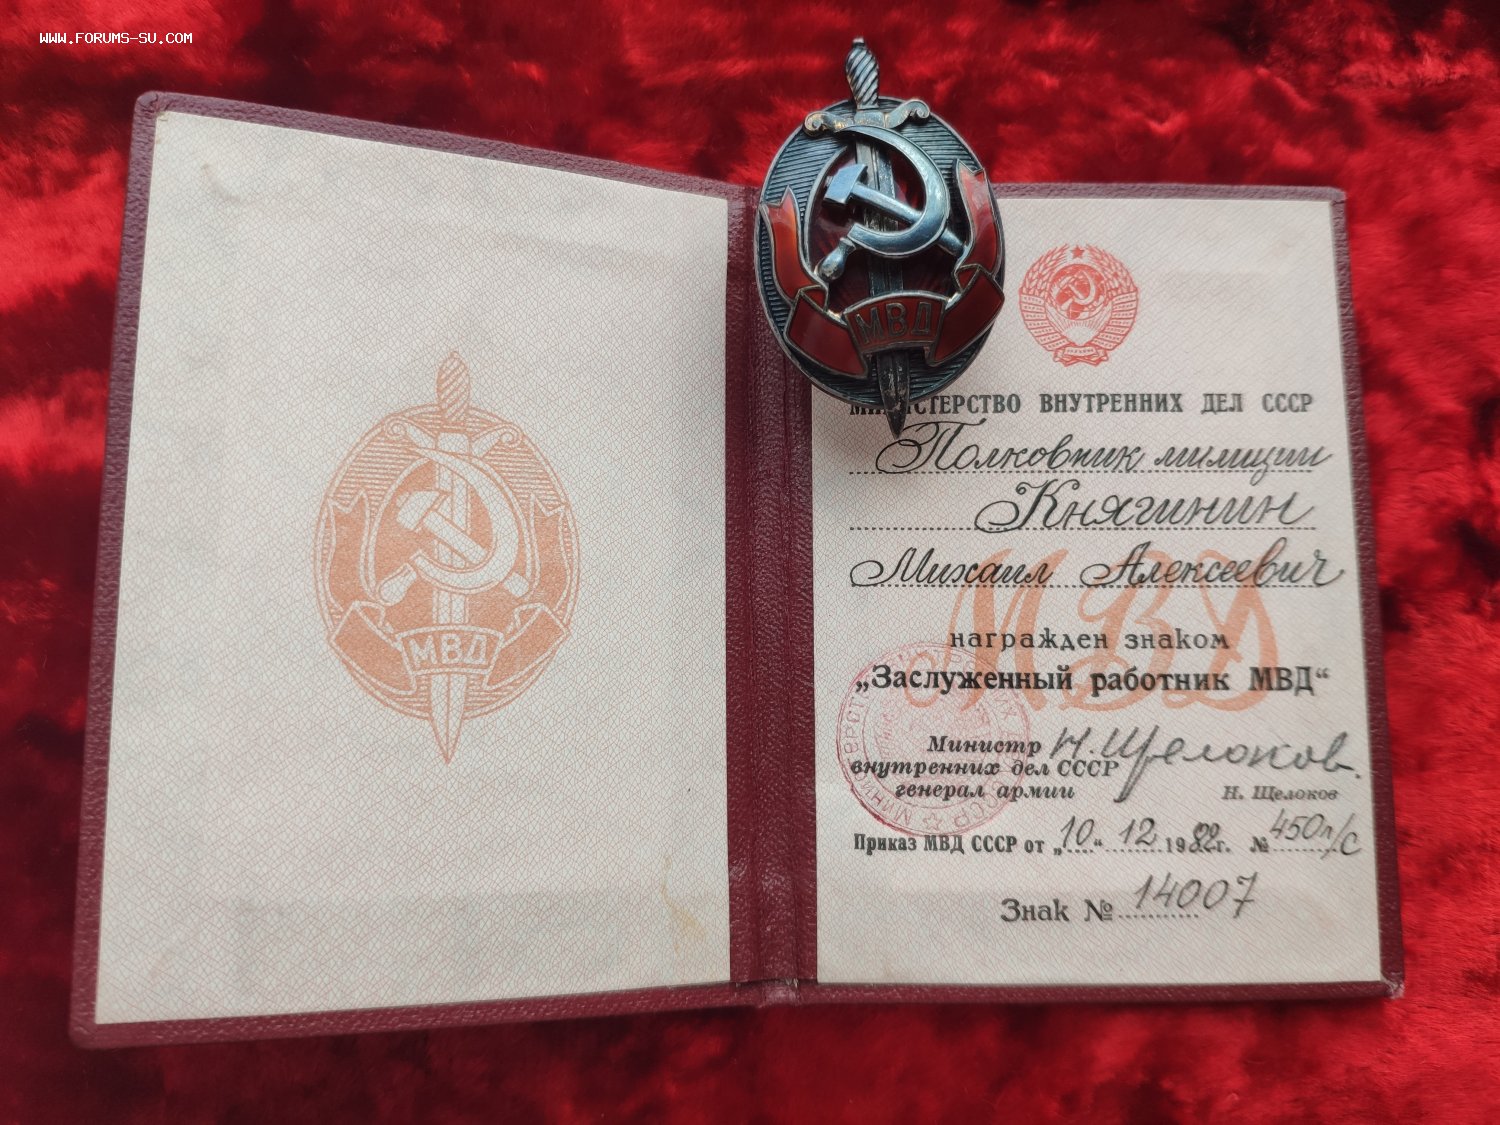 WWW.FORUMS-SU.COM
МВД
МВД
МИНИСТЕРСТВО ВНУТРЕННИХ ДЕЛ СССР
Полковник милиции
Княгинин
Михаил Алексеевич
МВД
награжден знаком
„Заслуженный работник МВД“
Министр Н. Щелоков.
внутренних дел СССР
генерал армии Н. Щелоков
Приказ МВД СССР от „10“ 12 1982г. № 450 л/с
Знак № 14007